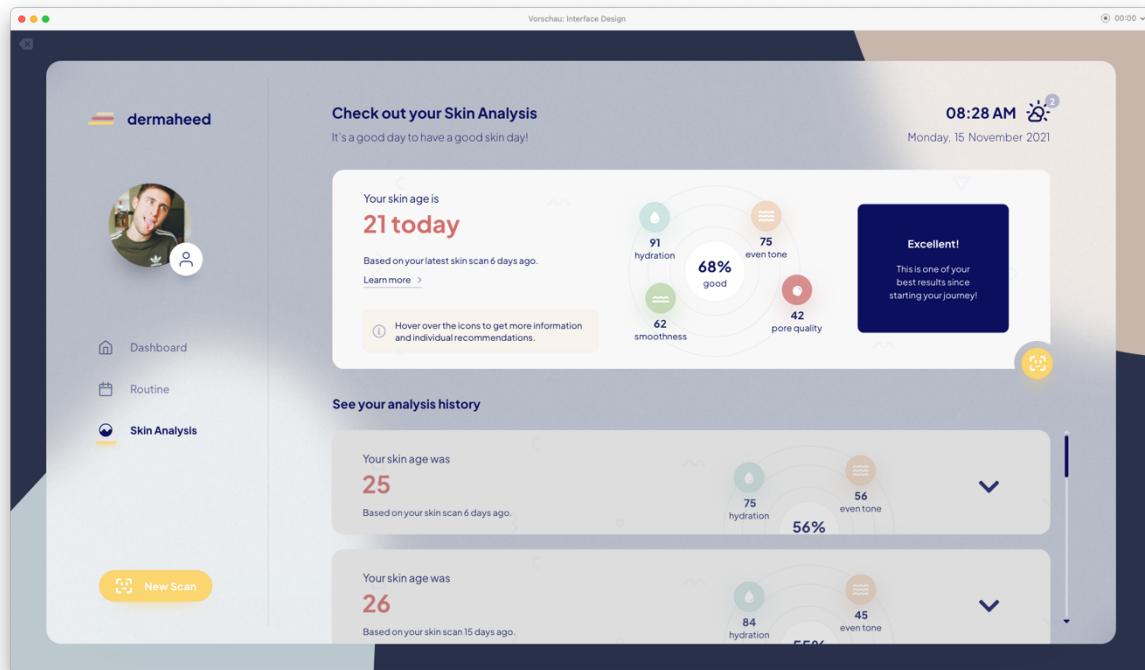 Vorschau: Interface Design
00:00
dermaheed
Check out your Skin Analysis
It's a good day to have a good skin day!
08:28 AM
2
Monday, 15 November 2021
Your skin age is
21 today
Based on your latest skin scan 6 days ago.
Learn more
Hover over the icons to get more information
and individual recommendations.
91
hydration
75
even tone
68%
good
62
smoothness
42
pore quality
Excellent!
This is one of your
best results since
starting your journey!
Dashboard
Routine
Skin Analysis
New Scan
See your analysis history
Your skin age was
25
Based on your skin scan 6 days ago.
75
hydration
56
even tone
56%
Your skin age was
26
Based on your skin scan 15 days ago.
84
hydration
45
even tone
55%